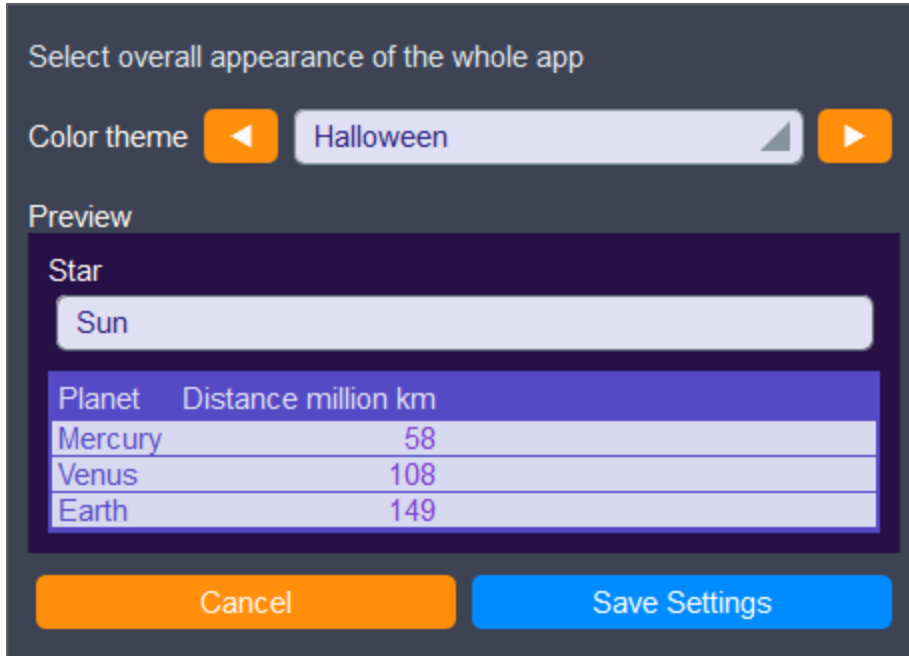 Select overall appearance of the whole app
Color theme Halloween
Preview
Star
Sun
Planet Distance million km
Mercury 58
Venus 108
Earth 149
Cancel Save Settings